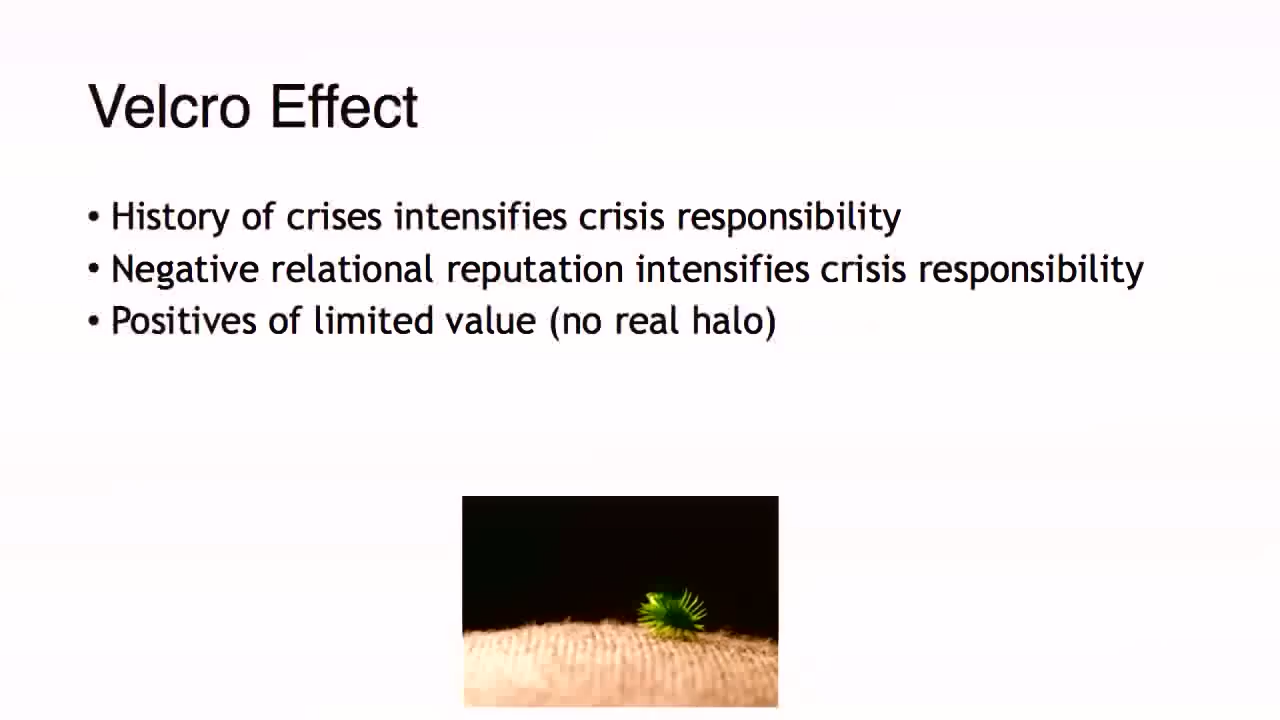 Velcro Effect
• History of crises intensifies crisis responsibility
• Negative relational reputation intensifies crisis responsibility
• Positives of limited value (no real halo)